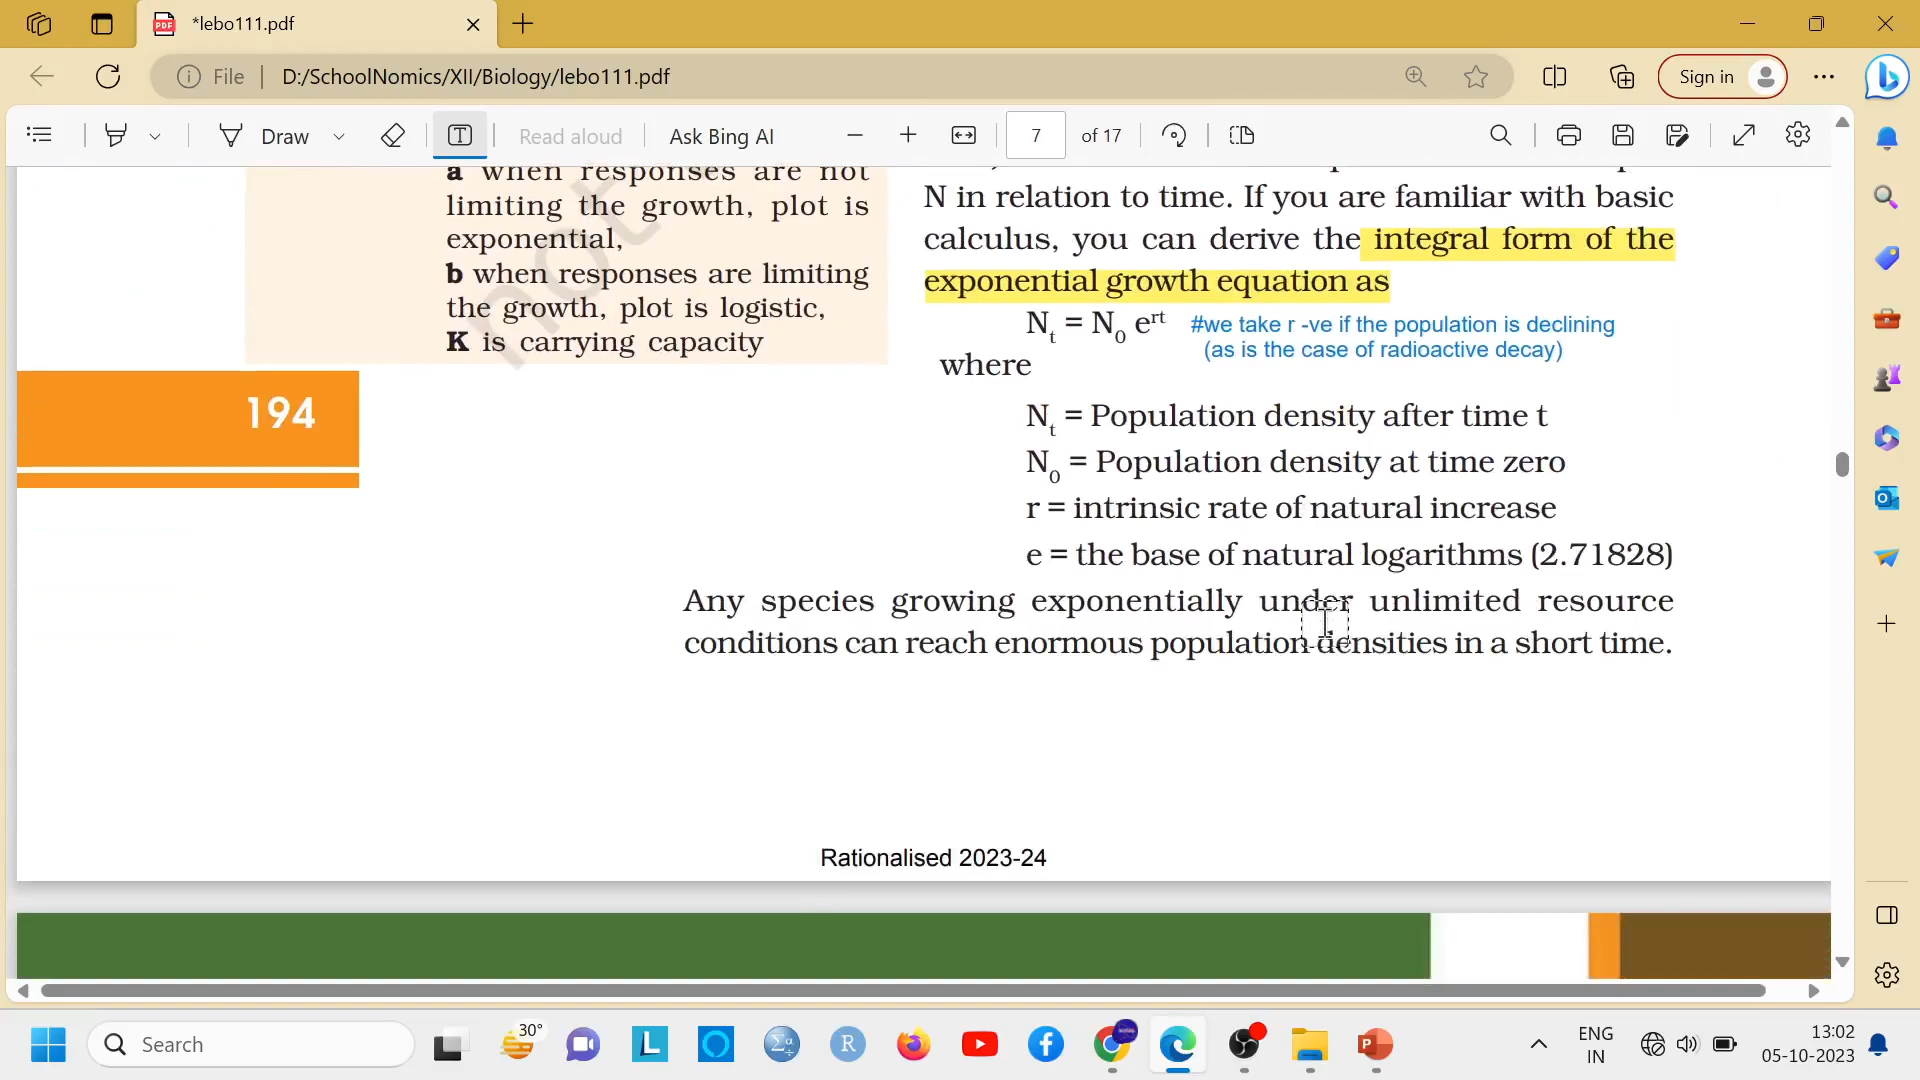 *lebo111.pdf
File
D:/SchoolNomics/XII/Biology/lebo111.pdf
Sign in
Draw
Read aloud
Ask Bing AI
7 of 17
a when responses are not
limiting the growth, plot is
exponential,
b when responses are limiting
the growth, plot is logistic,
K is carrying capacity
not
194
N in relation to time. If you are familiar with basic
calculus, you can derive the integral form of the
exponential growth equation as
Nt = N0 e^rt #we take r -ve if the population is declining
(as is the case of radioactive decay)
where
Nt = Population density after time t
N0 = Population density at time zero
r = intrinsic rate of natural increase
e = the base of natural logarithms (2.71828)
Any species growing exponentially under unlimited resource
conditions can reach enormous population densities in a short time.
Rationalised 2023-24
Search
30°
ENG
IN
13:02
05-10-2023